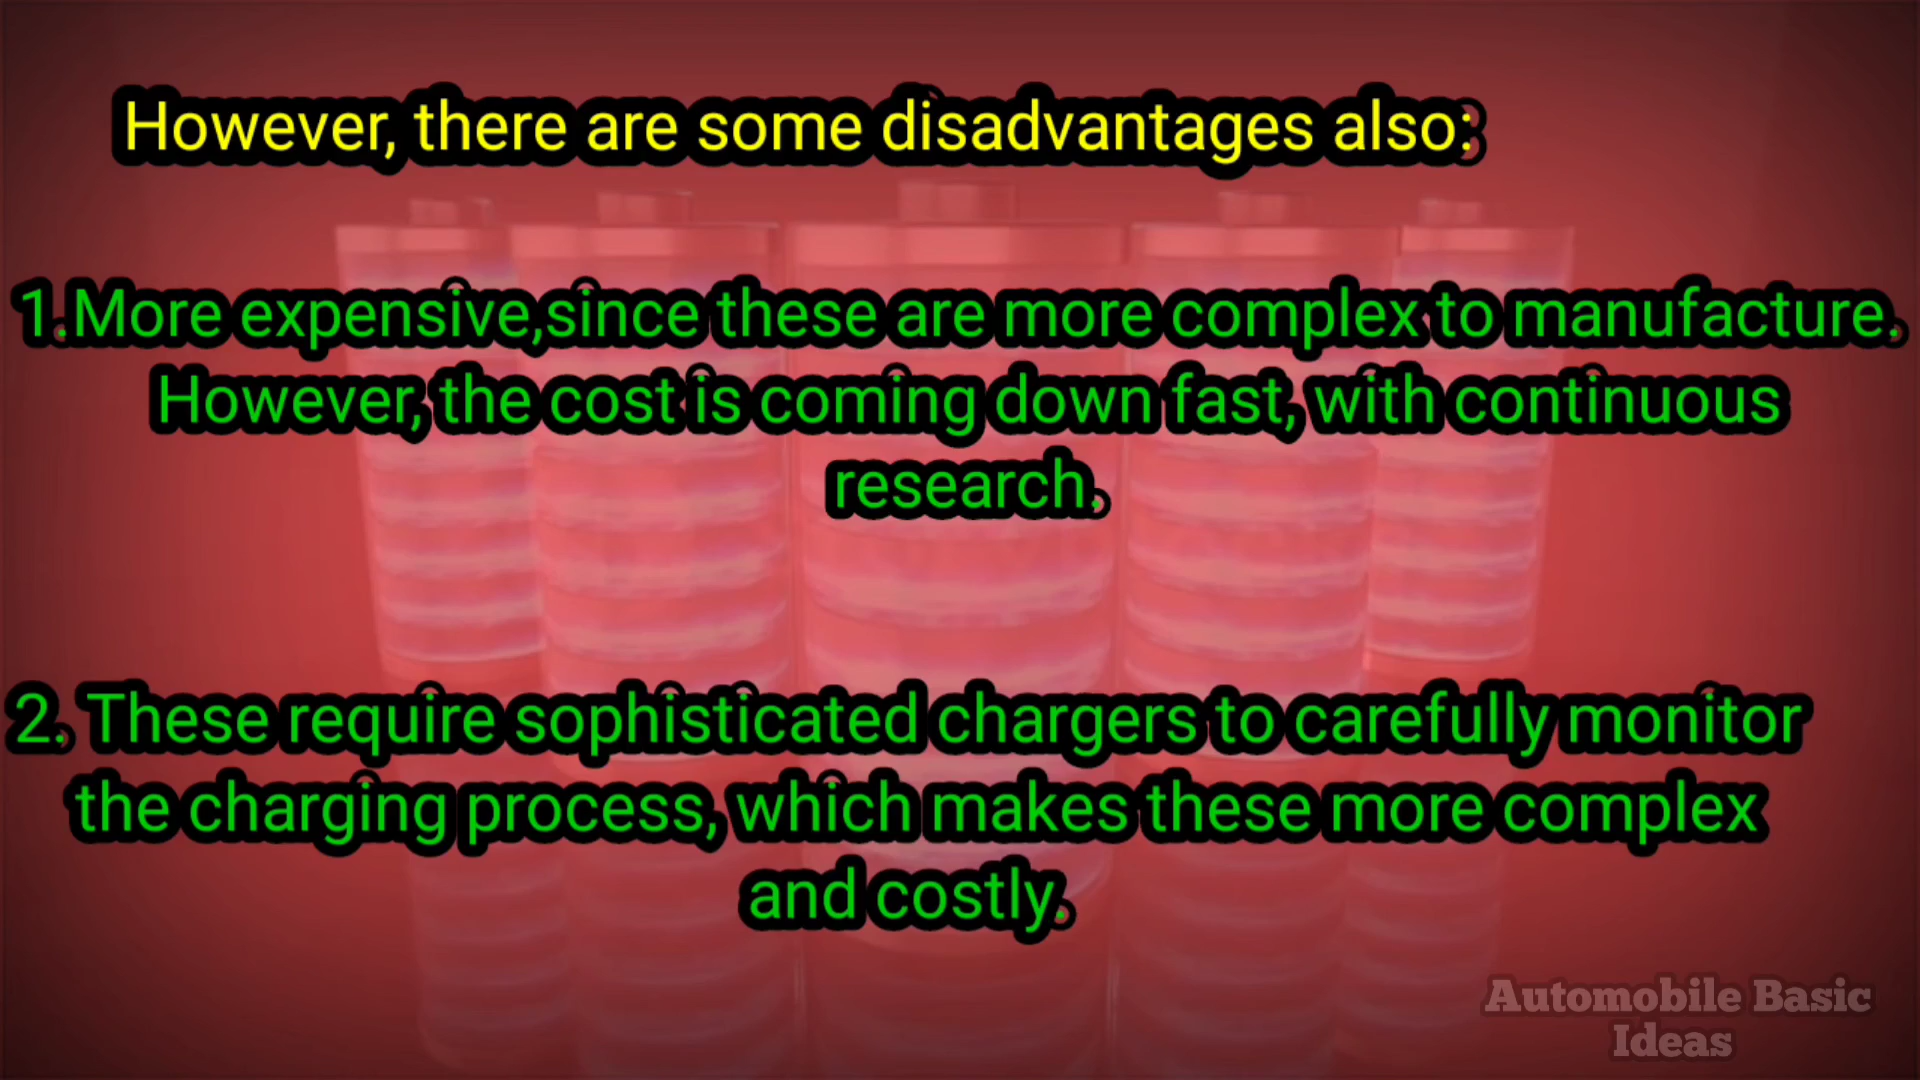 However, there are some disadvantages also:
1.More expensive,since these are more complex to manufacture.
However, the cost is coming down fast, with continuous
research.
2. These require sophisticated chargers to carefully monitor
the charging process, which makes these more complex
and costly.
Automobile Basic
Ideas